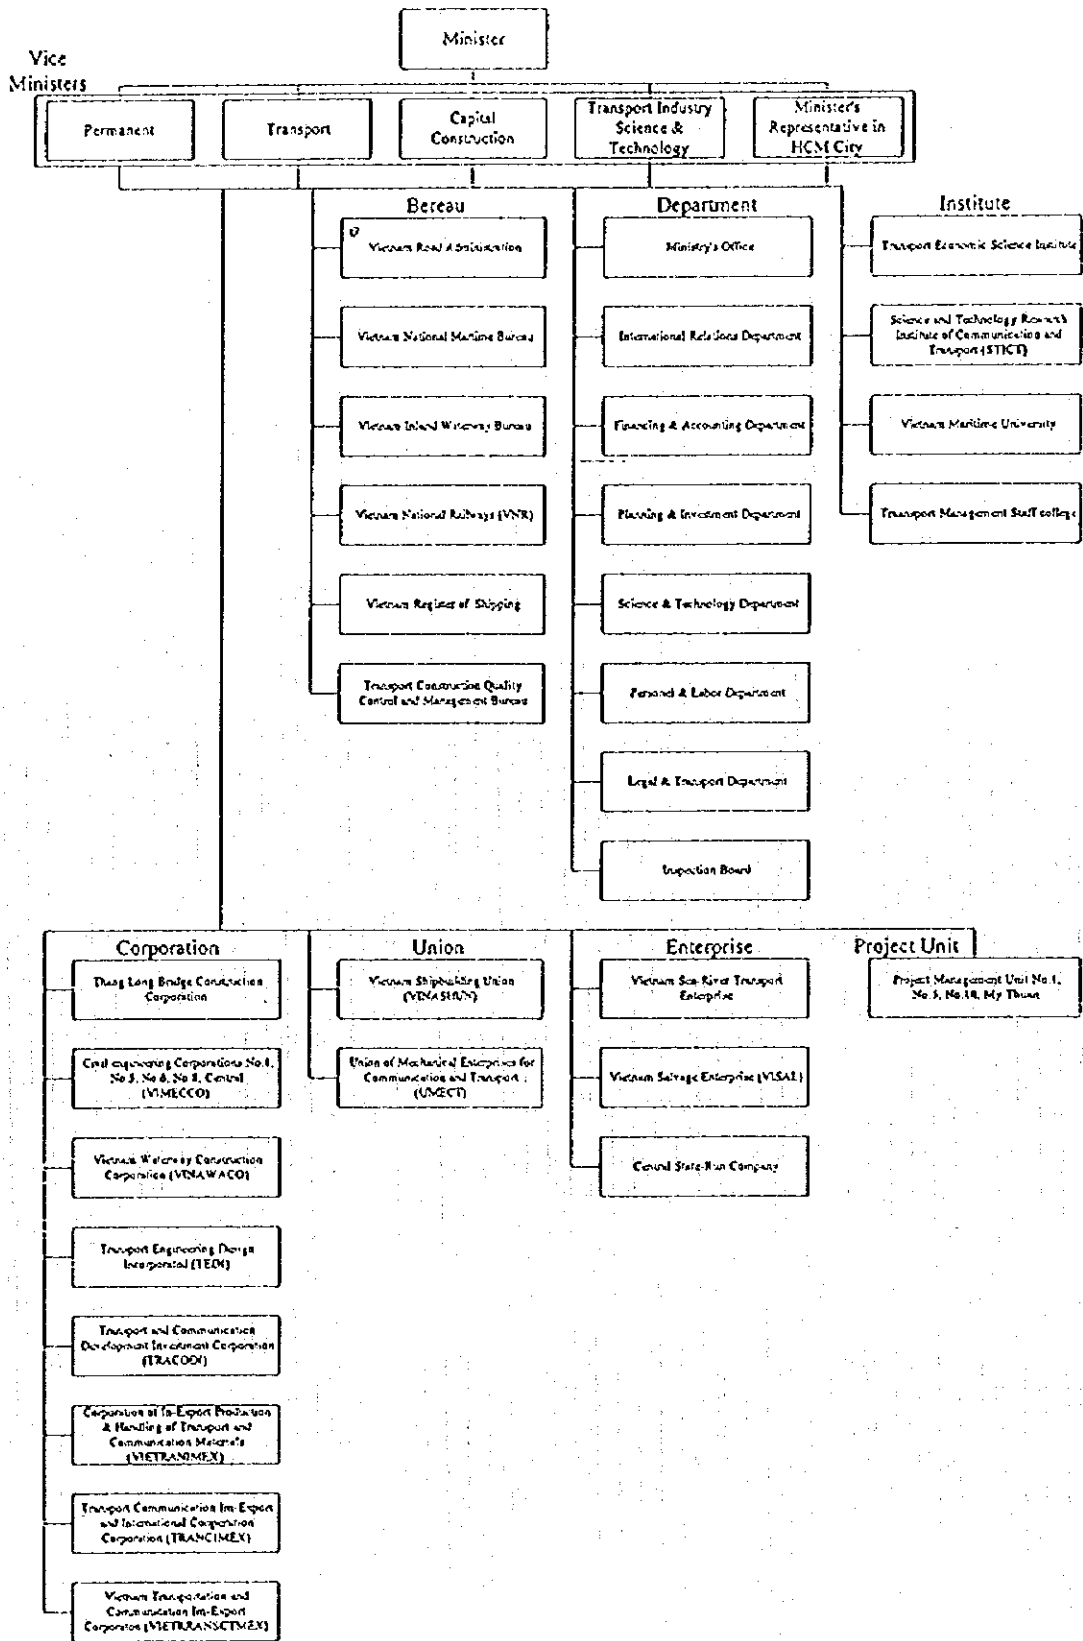 Minister
Vice
Ministers
Permanent
Transport
Capital
Construction
Transport Industry
Science &
Technology
Minister's
Representative in
HCM City
Bereau
Vietnam Road Administration
Vietnam National Maritime Bureau
Vietnam Inland Waterway Bureau
Vietnam National Railways (VNR)
Vietnam Register of Shipping
Transport Construction Quality
Control and Management Bureau
Department
Ministry's Office
International Relations Department
Financing & Accounting Department
Planning & Investment Department
Science & Technology Department
Personel & Labor Department
Legal & Transport Department
Inspection Board
Institute
Transport Economic Science Institute
Science and Technology Research
Institute of Communication and
Transport (STICT)
Vietnam Maritime University
Transport Management Staff college
Corporation
Thang Long Bridge Construction
Corporation
Civil engineering Corporations No.1,
No.5, No.6, No.8, Central
(VIMECCO)
Vietnam Waterway Construction
Corporation (VINAWACO)
Transport Engineering Design
Incorporated (TEDI)
Transport and Communication
Development Investment Corporation
(TRACODI)
Corporation of In-Export Production
& Handling of Transport and
Communication Materials
(VIETRANIMEX)
Transport Communication Im-Export
and International Cooperation
Corporation (TRANCIMEX)
Vietnam Transportation and
Communication Im-Export
Corporaton (VIETRRANSCTMEX)
Union
Vietnam Shipbuilding Union
(VINASHIN)
Union of Mechanical Enterprises for
Communication and Transport
(UMECT)
Enterprise
Vietnam Sea-River Transport
Enterprise
Vietnam Salvage Enterprise (VISAL)
Central State-Run Company
Project Unit
Project Management Unit No.1,
No.5, No.18, My Thuan